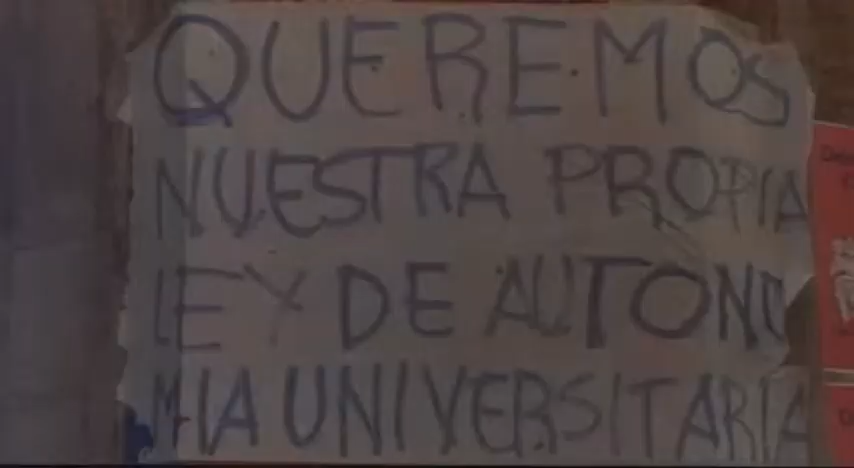 QUEREMOS
NUESTRA PROPIA
LEY DE AUTONO
MIA UNIVERSITARIA